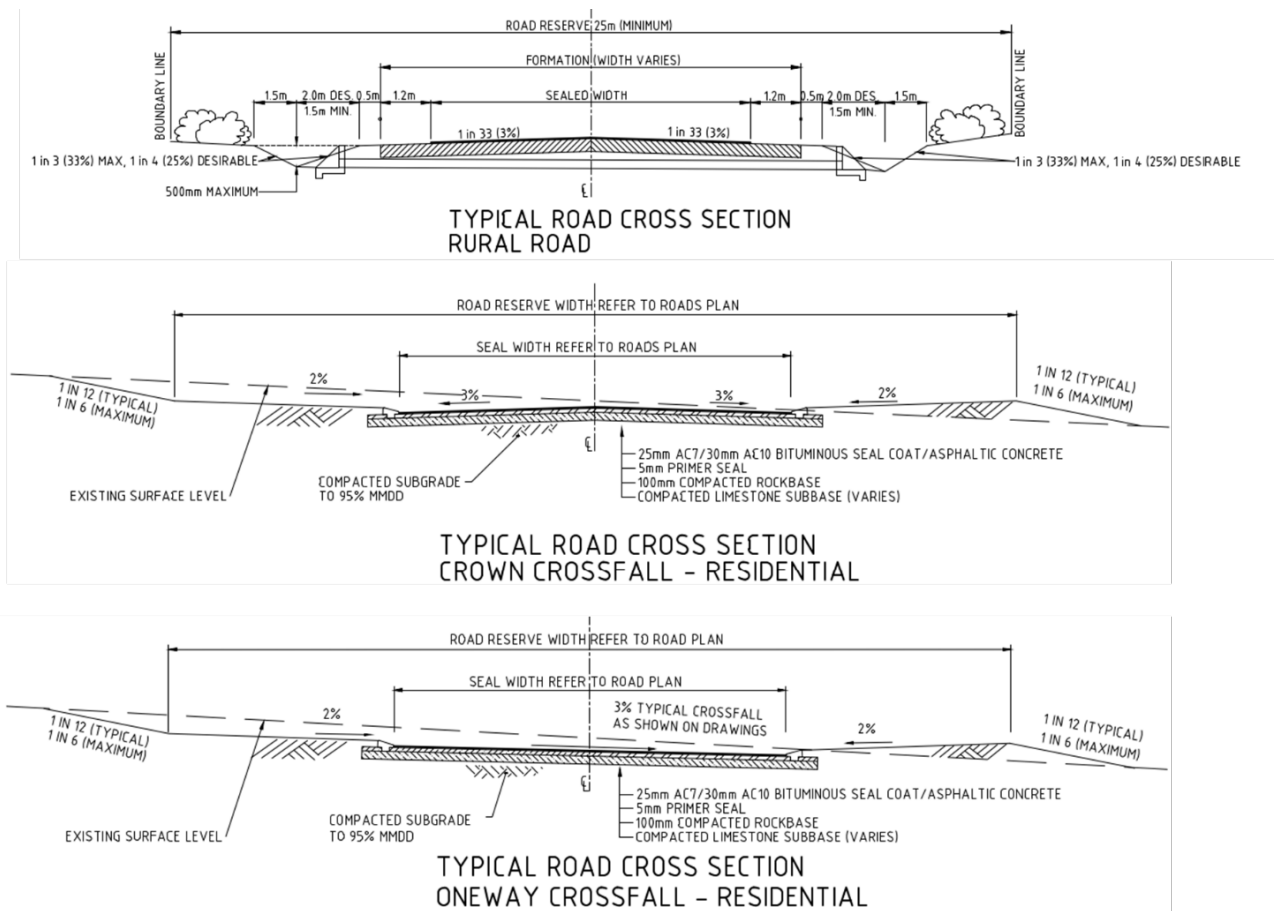 ROAD RESERVE 25m (MINIMUM)
BOUNDARY LINE
FORMATION (WIDTH VARIES)
BOUNDARY LINE
1.5m
2.0m DES.
1.5m MIN.
0.5m
1.2m
SEALED WIDTH
1.2m
0.5m
2.0m DES.
1.5m MIN.
1.5m
1 in 33 (3%)
1 in 33 (3%)
1 in 3 (33%) MAX, 1 in 4 (25%) DESIRABLE
1 in 3 (33%) MAX, 1 in 4 (25%) DESIRABLE
500mm MAXIMUM
℄
TYPICAL ROAD CROSS SECTION
RURAL ROAD
ROAD RESERVE WIDTH REFER TO ROADS PLAN
SEAL WIDTH REFER TO ROADS PLAN
1 IN 12 (TYPICAL)
1 IN 6 (MAXIMUM)
2%
3%
3%
2%
1 IN 12 (TYPICAL)
1 IN 6 (MAXIMUM)
℄
EXISTING SURFACE LEVEL
COMPACTED SUBGRADE
TO 95% MMDD
25mm AC7/30mm AC10 BITUMINOUS SEAL COAT/ASPHALTIC CONCRETE
5mm PRIMER SEAL
100mm COMPACTED ROCKBASE
COMPACTED LIMESTONE SUBBASE (VARIES)
TYPICAL ROAD CROSS SECTION
CROWN CROSSFALL - RESIDENTIAL
ROAD RESERVE WIDTH REFER TO ROAD PLAN
SEAL WIDTH REFER TO ROAD PLAN
1 IN 12 (TYPICAL)
1 IN 6 (MAXIMUM)
2%
3% TYPICAL CROSSFALL
AS SHOWN ON DRAWINGS
2%
1 IN 12 (TYPICAL)
1 IN 6 (MAXIMUM)
℄
EXISTING SURFACE LEVEL
COMPACTED SUBGRADE
TO 95% MMDD
25mm AC7/30mm AC10 BITUMINOUS SEAL COAT/ASPHALTIC CONCRETE
5mm PRIMER SEAL
100mm COMPACTED ROCKBASE
COMPACTED LIMESTONE SUBBASE (VARIES)
TYPICAL ROAD CROSS SECTION
ONEWAY CROSSFALL - RESIDENTIAL